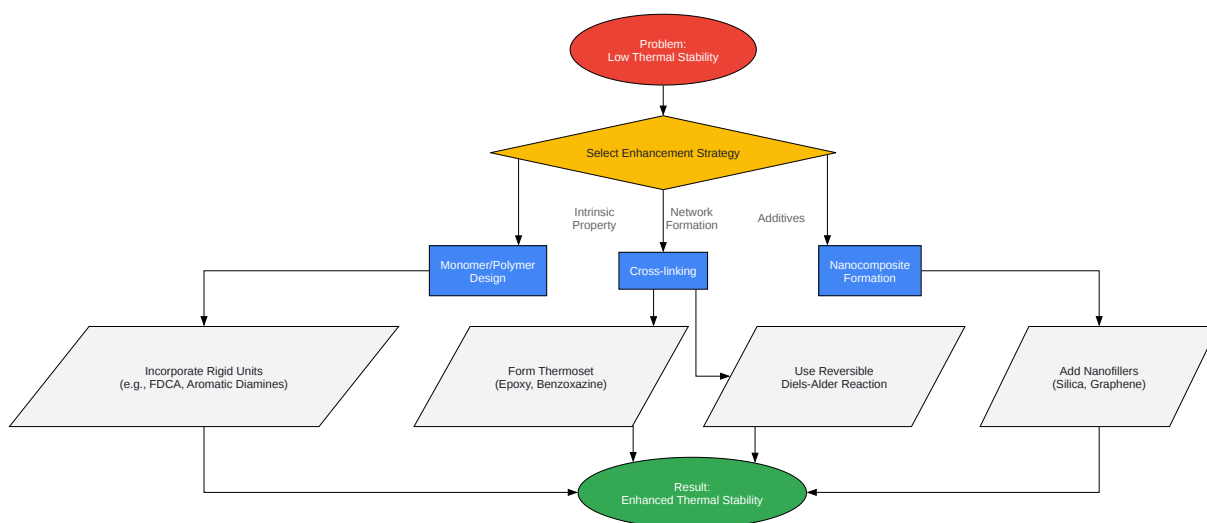 Problem:
Low Thermal Stability
Select Enhancement Strategy
Intrinsic
Property
Network
Formation
Additives
Monomer/Polymer
Design
Cross-linking
Nanocomposite
Formation
Incorporate Rigid Units
(e.g., FDCA, Aromatic Diamines)
Form Thermoset
(Epoxy, Benzoxazine)
Use Reversible
Diels-Alder Reaction
Add Nanofillers
(Silica, Graphene)
Result:
Enhanced Thermal Stability